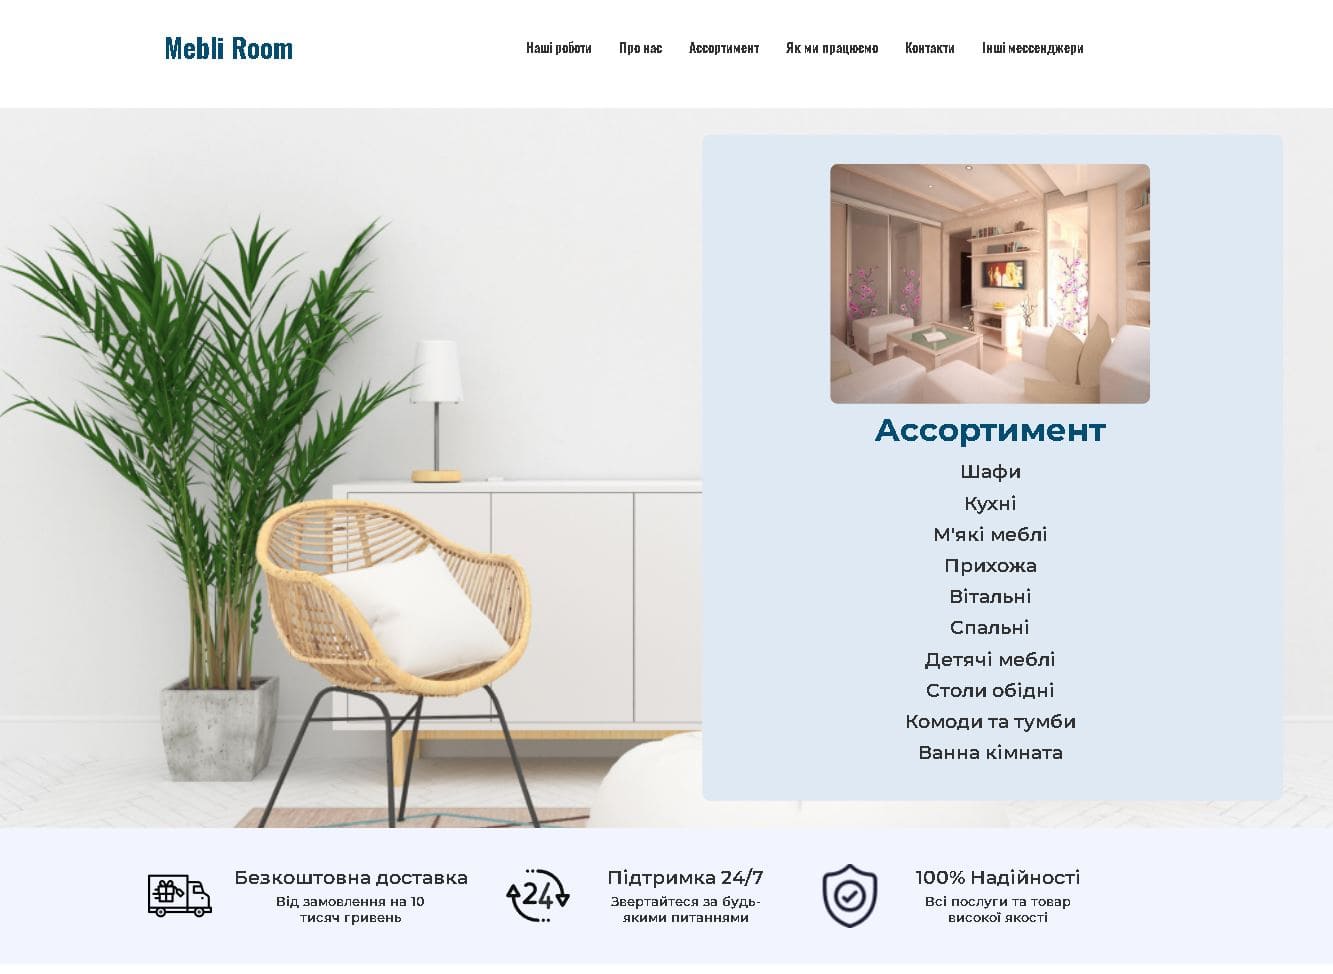 Mebli Room
Наші роботи Про нас Ассортимент Як ми працюємо Контакти Інші мессенджери
Ассортимент
Шафи
Кухні
М'які меблі
Прихожа
Вітальні
Спальні
Детячі меблі
Столи обідні
Комоди та тумби
Ванна кімната
Безкоштовна доставка
Від замовлення на 10
тисяч гривень
24
Підтримка 24/7
Звертайтеся за будь-
якими питаннями
100% Надійності
Всі послуги та товар
високої якості